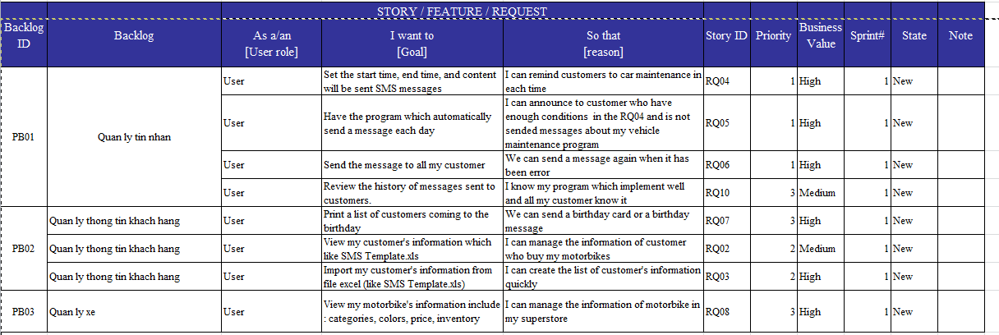 STORY / FEATURE / REQUEST
Backlog ID Backlog As a/an [User role] I want to [Goal] So that [reason] Story ID Priority Business Value Sprint# State Note
PB01
Quan ly tin nhan
User
Set the start time, end time, and content
will be sent SMS messages
I can remind customers to car maintenance in
each time
RQ04 1 High 1 New
User
Have the program which automatically
send a message each day
I can announce to customer who have
enough conditions in the RQ04 and is not
sended messages about my vehicle
maintenance program
RQ05 1 High 1 New
User
Send the message to all my customer
We can send a message again when it has
been error
RQ06 1 High 1 New
User
Review the history of messages sent to
customers.
I know my program which implement well
and all my customer know it
RQ10 3 Medium 1 New
PB02
Quan ly thong tin khach hang
User
Print a list of customers coming to the
birthday
We can send a birthday card or a birthday
message
RQ07 3 High 1 New
Quan ly thong tin khach hang
User
View my customer's information which
like SMS Template.xls
I can manage the information of customer
who buy my motorbikes
RQ02 2 Medium 1 New
Quan ly thong tin khach hang
User
Import my customer's information from
file excel (like SMS Template.xls)
I can create the list of customer's information
quickly
RQ03 2 High 1 New
PB03
Quan ly xe
User
View my motorbike's information include
: categories, colors, price, inventory
I can manage the information of motorbike in
my superstore
RQ08 3 High 1 New